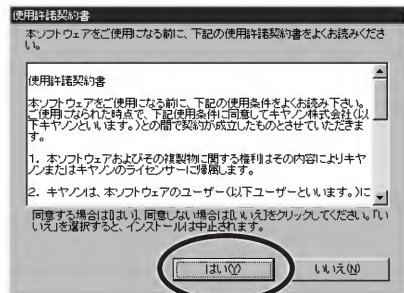 使用許諾契約書
本ソフトウェアをご使用になる前に、下記の使用許諾契約書をよくお読みくださ
い。
使用許諾契約書
本ソフトウェアをご使用になる前に、下記の使用条件をよくお読み下さい。
ご使用になられた時点で、下記使用条件に同意してキヤノン株式会社(以
下キヤノンといいます。)との間で契約が成立したものとさせていただきま
す。
1. 本ソフトウェアおよびその複製物に関する権利はその内容によりキヤ
ノンまたはキヤノンのライセンサーに帰属します。
2. キヤノンは、本ソフトウェアのユーザー(以下ユーザーといいます。)に
同意する場合は[はい]、同意しない場合は[いいえ]をクリックしてください。「い
いえ」を選択すると、インストールは中止されます。
はい(Y)
いいえ(N)